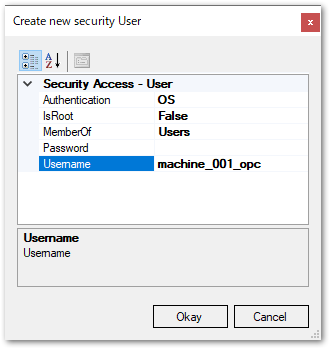 Create new security User
Security Access - User
Authentication OS
IsRoot False
MemberOf Users
Password
Username machine_001_opc
Username
Username
Okay Cancel